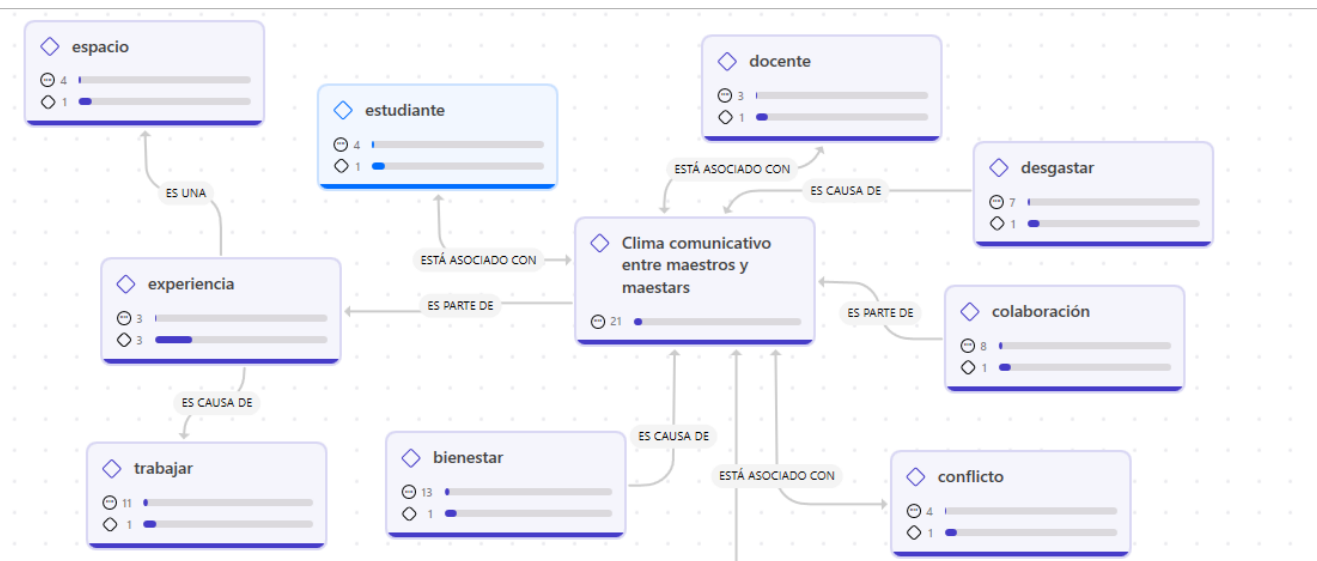 espacio
4
1
docente
3
1
estudiante
4
1
ESTÁ ASOCIADO CON
desgastar
7
1
ES CAUSA DE
ES UNA
Clima comunicativo
entre maestros y
maestars
21
ESTÁ ASOCIADO CON
experiencia
3
3
ES PARTE DE
ES PARTE DE
colaboración
8
1
ES CAUSA DE
trabajar
11
1
bienestar
13
1
ES CAUSA DE
ESTÁ ASOCIADO CON
conflicto
4
1